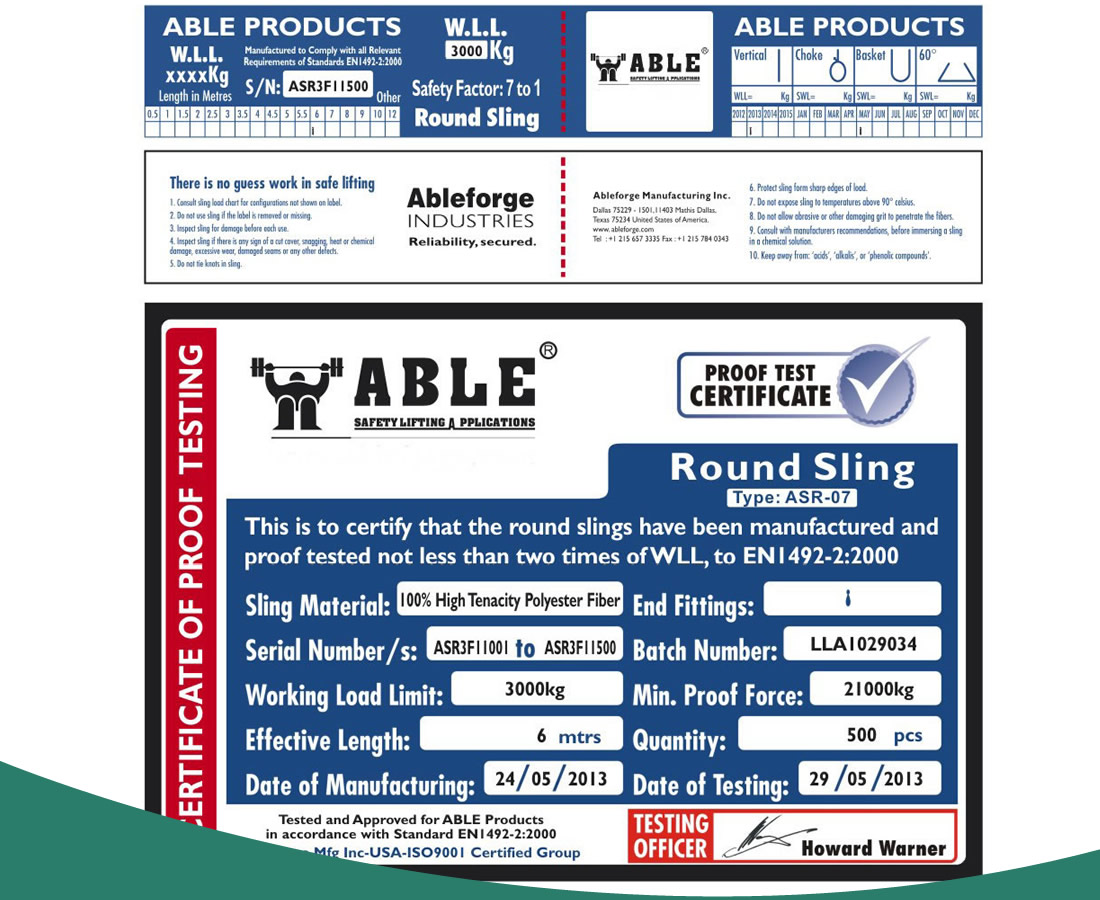 ABLE PRODUCTS
W.L.L.
xxxxKg
Length in Metres
Manufactured to Comply with all Relevant
Requirements of Standards EN1492-2:2000
S/N: ASR3F11500
Other
0.5 1 1.5 2 2.5 3 3.5 4 4.5 5 5.5 6 7 8 9 10 12
i
W.L.L.
3000 Kg
Safety Factor: 7 to 1
Round Sling
ABLE®
SAFETY LIFTING A PPLICATIONS
ABLE PRODUCTS
Vertical Choke Basket 60°
WLL= Kg SWL= Kg SWL= Kg SWL= Kg
2012 2013 2014 2015 JAN FEB MAR APR MAY JUN JUL AUG SEP OCT NOV DEC
i i
There is no guess work in safe lifting
1. Consult sling load chart for configurations not shown on label.
2. Do not use sling if the label is removed or missing.
3. Inspect sling for damage before each use.
4. Inspect sling if there is any sign of a cut cover, snagging, heat or chemical
damage, excessive wear, damaged seams or any other defects.
5. Do not tie knots in sling.
Ableforge
INDUSTRIES
Reliability, secured.
Ableforge Manufacturing Inc.
Dallas 75229 - 1501,11403 Mathis Dallas,
Texas 75234 United States of America.
www.ableforge.com
Tel : +1 215 657 3335 Fax : +1 215 784 0343
6. Protect sling form sharp edges of load.
7. Do not expose sling to temperatures above 90° celsius.
8. Do not allow abrosive or other damaging grit to penetrate the fibers.
9. Consult with manufacturers recommendations, before immersing a sling
in a chemical solution.
10. Keep away from: 'acids', 'alkalis', or 'phenolic compounds'.
CERTIFICATE OF PROOF TESTING
ABLE®
SAFETY LIFTING A PPLICATIONS
PROOF TEST
CERTIFICATE
Round Sling
Type: ASR-07
This is to certify that the round slings have been manufactured and
proof tested not less than two times of WLL, to EN1492-2:2000
Sling Material: 100% High Tenacity Polyester Fiber End Fittings: i
Serial Number/s: ASR3F11001 to ASR3F11500 Batch Number: LLA1029034
Working Load Limit: 3000kg Min. Proof Force: 21000kg
Effective Length: 6 mtrs Quantity: 500 pcs
Date of Manufacturing: 24/05/2013 Date of Testing: 29/05/2013
Tested and Approved for ABLE Products
in accordance with Standard EN1492-2:2000
Mfg Inc-USA-ISO9001 Certified Group
TESTING
OFFICER
Howard Warner